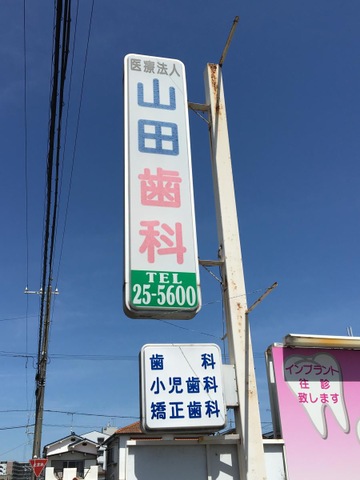 医療法人
山田歯科
TEL
25-5600
歯科
小児歯科
矯正歯科
インプラント
往診
致します